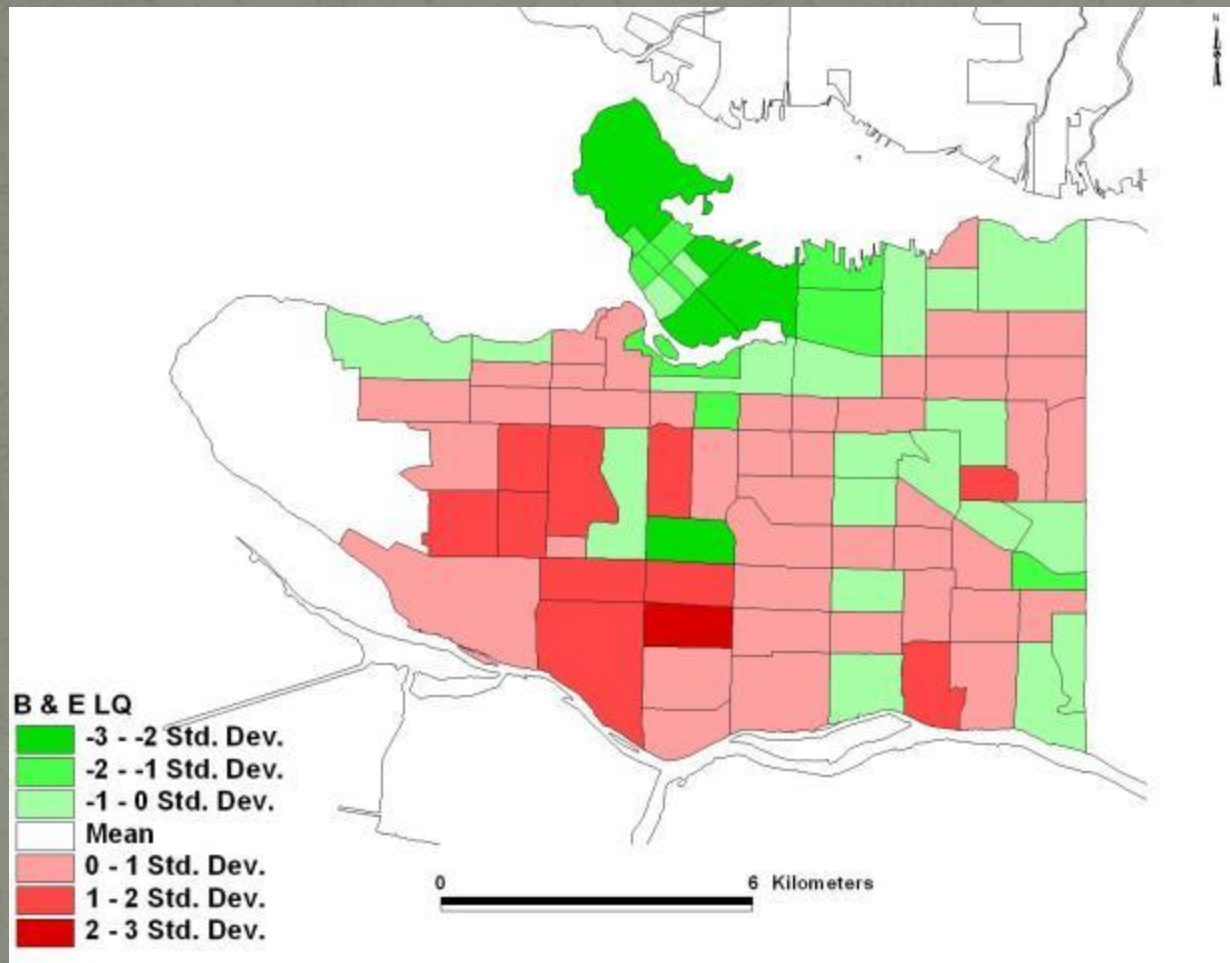 N
B & E LQ
-3 - -2 Std. Dev.
-2 - -1 Std. Dev.
-1 - 0 Std. Dev.
Mean
0 - 1 Std. Dev.
1 - 2 Std. Dev.
2 - 3 Std. Dev.
0 6 Kilometers